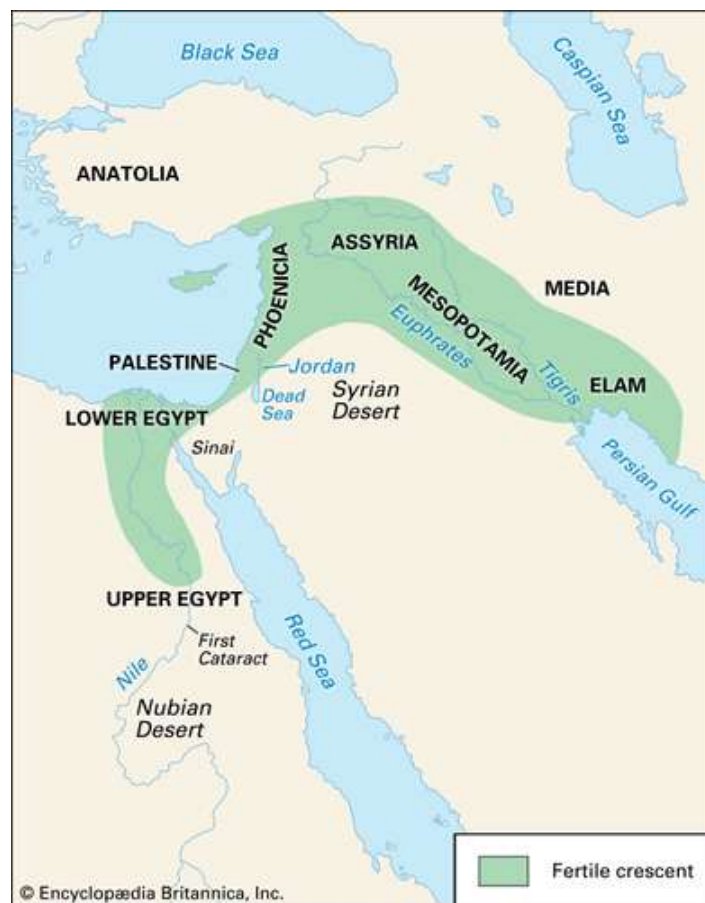 Black Sea
Caspian Sea
ANATOLIA
ASSYRIA
PHOENICIA
MESOPOTAMIA
MEDIA
Euphrates
PALESTINE
Jordan
Tigris
ELAM
Dead
Sea
Syrian
Desert
LOWER EGYPT
Sinai
Persian Gulf
UPPER EGYPT
First
Cataract
Red Sea
Nile
Nubian
Desert
Fertile crescent
© Encyclopædia Britannica, Inc.